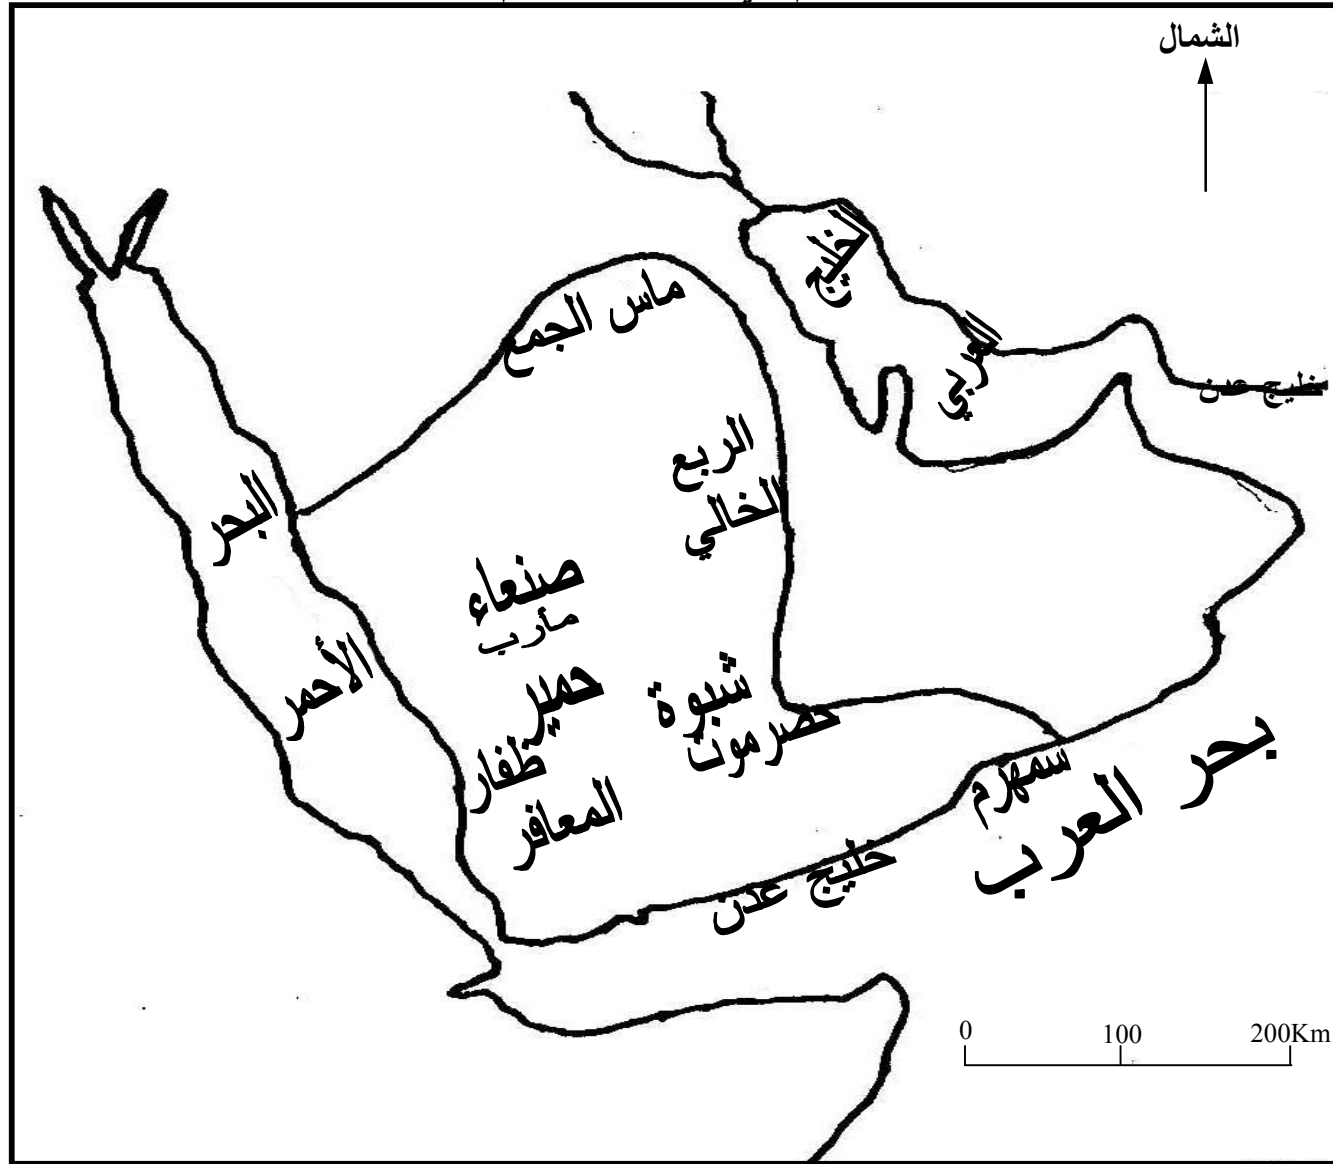 الشمال
الخليج
العربي
ماس الجمع
خليج عدن
الربع
الخالي
البحر
صنعاء
مأرب
الأحمر
حمير
شبوة
حضرموت
ظفار
المعافر
سمهرم
بحر العرب
خليج عدن
0 100 200Km